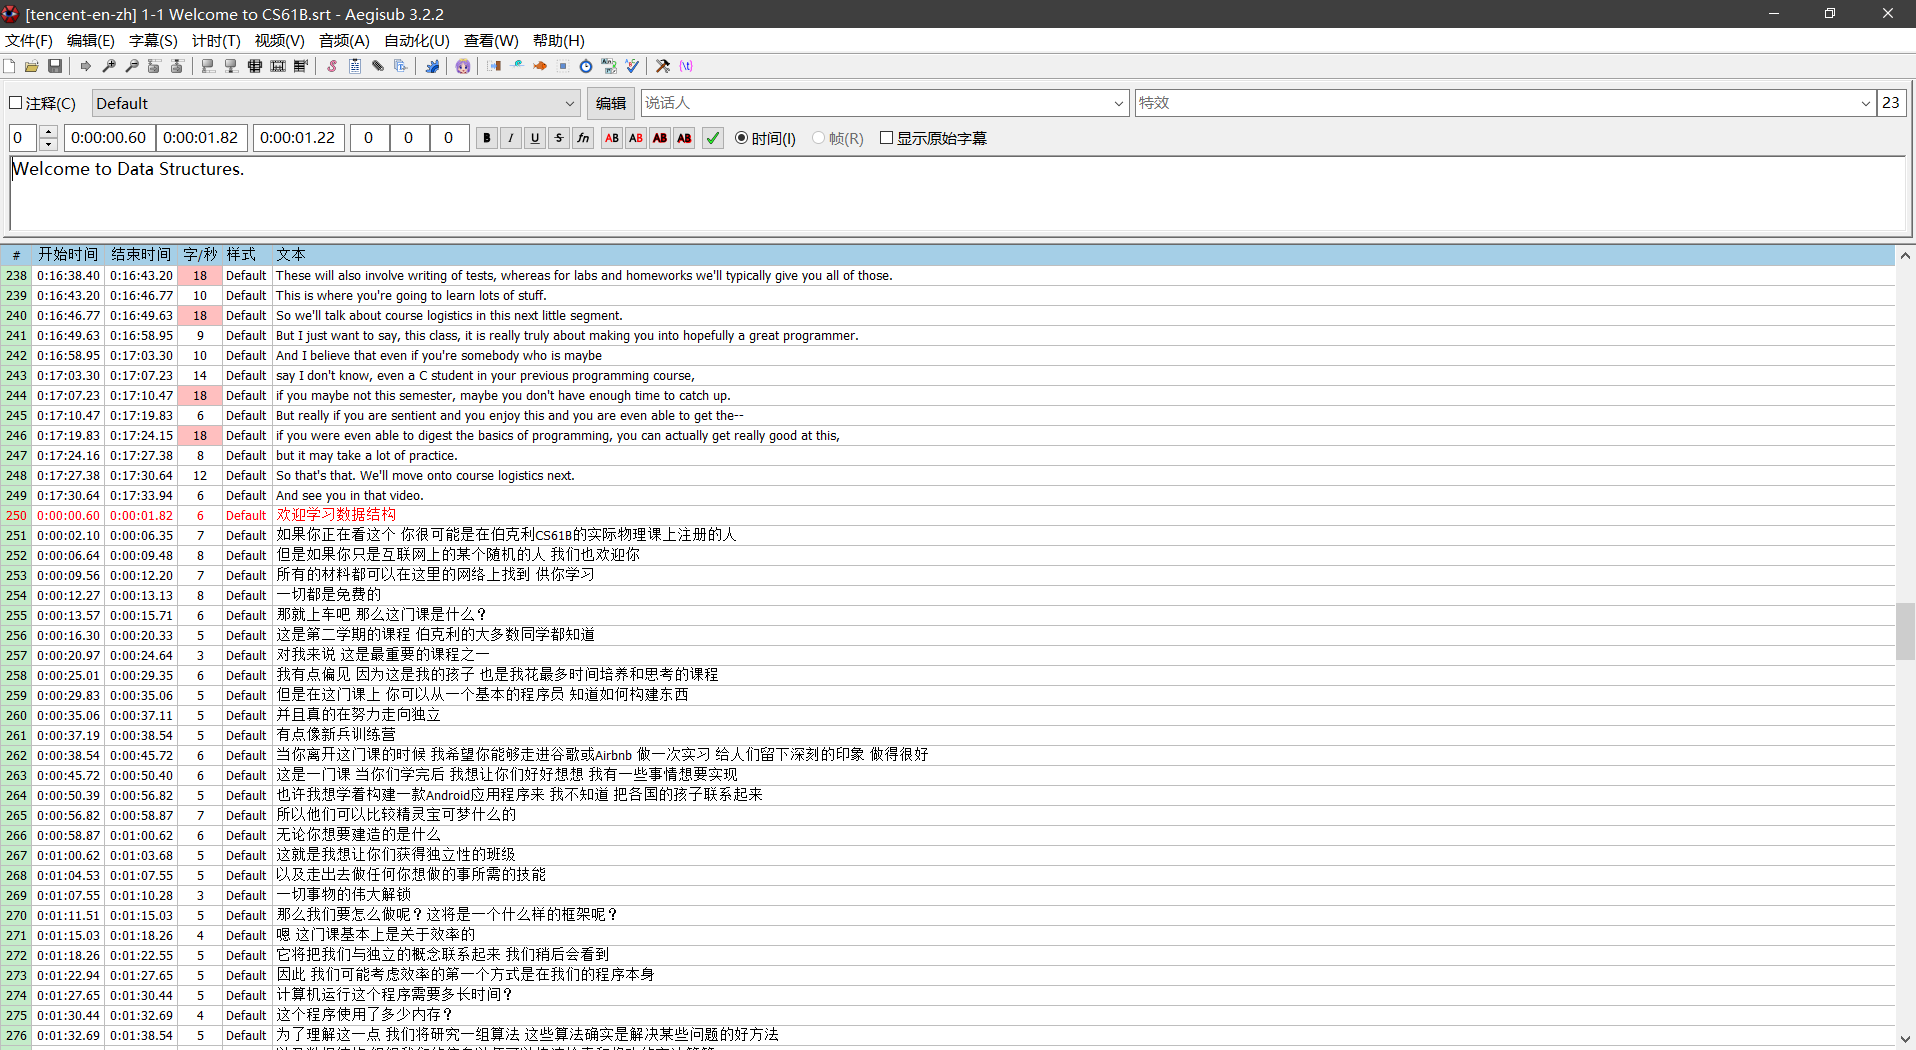 [tencent-en-zh] 1-1 Welcome to CS61B.srt - Aegisub 3.2.2
文件(F) 编辑(E) 字幕(S) 计时(T) 视频(V) 音频(A) 自动化(U) 查看(W) 帮助(H)
注释(C) Default 编辑 说话人 特效 23
0 0:00:00.60 0:00:01.82 0:00:01.22 0 0 0 B I U S fn AB AB AB AB 时间(I) 帧(R) 显示原始字幕
Welcome to Data Structures.
# 开始时间 结束时间 字/秒 样式 文本
238 0:16:38.40 0:16:43.20 18 Default These will also involve writing of tests, whereas for labs and homeworks we'll typically give you all of those.
239 0:16:43.20 0:16:46.77 10 Default This is where you're going to learn lots of stuff.
240 0:16:46.77 0:16:49.63 18 Default So we'll talk about course logistics in this next little segment.
241 0:16:49.63 0:16:58.95 9 Default But I just want to say, this class, it is really truly about making you into hopefully a great programmer.
242 0:16:58.95 0:17:03.30 10 Default And I believe that even if you're somebody who is maybe
243 0:17:03.30 0:17:07.23 14 Default say I don't know, even a C student in your previous programming course,
244 0:17:07.23 0:17:10.47 18 Default if you maybe not this semester, maybe you don't have enough time to catch up.
245 0:17:10.47 0:17:19.83 6 Default But really if you are sentient and you enjoy this and you are even able to get the--
246 0:17:19.83 0:17:24.15 18 Default if you were even able to digest the basics of programming, you can actually get really good at this,
247 0:17:24.16 0:17:27.38 8 Default but it may take a lot of practice.
248 0:17:27.38 0:17:30.64 12 Default So that's that. We'll move onto course logistics next.
249 0:17:30.64 0:17:33.94 6 Default And see you in that video.
250 0:00:00.60 0:00:01.82 6 Default 欢迎学习数据结构
251 0:00:02.10 0:00:06.35 7 Default 如果你正在看这个 你很可能是在伯克利CS61B的实际物理课上注册的人
252 0:00:06.64 0:00:09.48 8 Default 但是如果你只是互联网上的某个随机的人 我们也欢迎你
253 0:00:09.56 0:00:12.20 7 Default 所有的材料都可以在这里的网络上找到 供你学习
254 0:00:12.27 0:00:13.13 8 Default 一切都是免费的
255 0:00:13.57 0:00:15.71 6 Default 那就上车吧 那么这门课是什么？
256 0:00:16.30 0:00:20.33 5 Default 这是第二学期的课程 伯克利的大多数同学都知道
257 0:00:20.97 0:00:24.64 3 Default 对我来说 这是最重要的课程之一
258 0:00:25.01 0:00:29.35 6 Default 我有点偏见 因为这是我的孩子 也是我花最多时间培养和思考的课程
259 0:00:29.83 0:00:35.06 5 Default 但是在这门课上 你可以从一个基本的程序员 知道如何构建东西
260 0:00:35.06 0:00:37.11 5 Default 并且真的在努力走向独立
261 0:00:37.19 0:00:38.54 5 Default 有点像新兵训练营
262 0:00:38.54 0:00:45.72 6 Default 当你离开这门课的时候 我希望你能够走进谷歌或Airbnb 做一次实习 给人们留下深刻的印象 做得很好
263 0:00:45.72 0:00:50.40 6 Default 这是一门课 当你们学完后 我想让你们好好想想 我有一些事情想要实现
264 0:00:50.39 0:00:56.82 5 Default 也许我想学着构建一款Android应用程序来 我不知道 把各国的孩子联系起来
265 0:00:56.82 0:00:58.87 7 Default 所以他们可以比较精灵宝可梦什么的
266 0:00:58.87 0:01:00.62 6 Default 无论你想要建造的是什么
267 0:01:00.62 0:01:03.68 5 Default 这就是我想让你们获得独立性的班级
268 0:01:04.53 0:01:07.55 5 Default 以及走出去做任何你想做的事所需的技能
269 0:01:07.55 0:01:10.28 3 Default 一切事物的伟大解锁
270 0:01:11.51 0:01:15.03 5 Default 那么我们要怎么做呢？这将是一个什么样的框架呢？
271 0:01:15.03 0:01:18.26 4 Default 嗯 这门课基本上是关于效率的
272 0:01:18.26 0:01:22.55 5 Default 它将把我们与独立的概念联系起来 我们稍后会看到
273 0:01:22.94 0:01:27.65 5 Default 因此 我们可能考虑效率的第一个方式是在我们的程序本身
274 0:01:27.65 0:01:30.44 5 Default 计算机运行这个程序需要多长时间？
275 0:01:30.44 0:01:32.69 4 Default 这个程序使用了多少内存？
276 0:01:32.69 0:01:38.54 5 Default 为了理解这一点 我们将研究一组算法 这些算法确实是解决某些问题的好方法